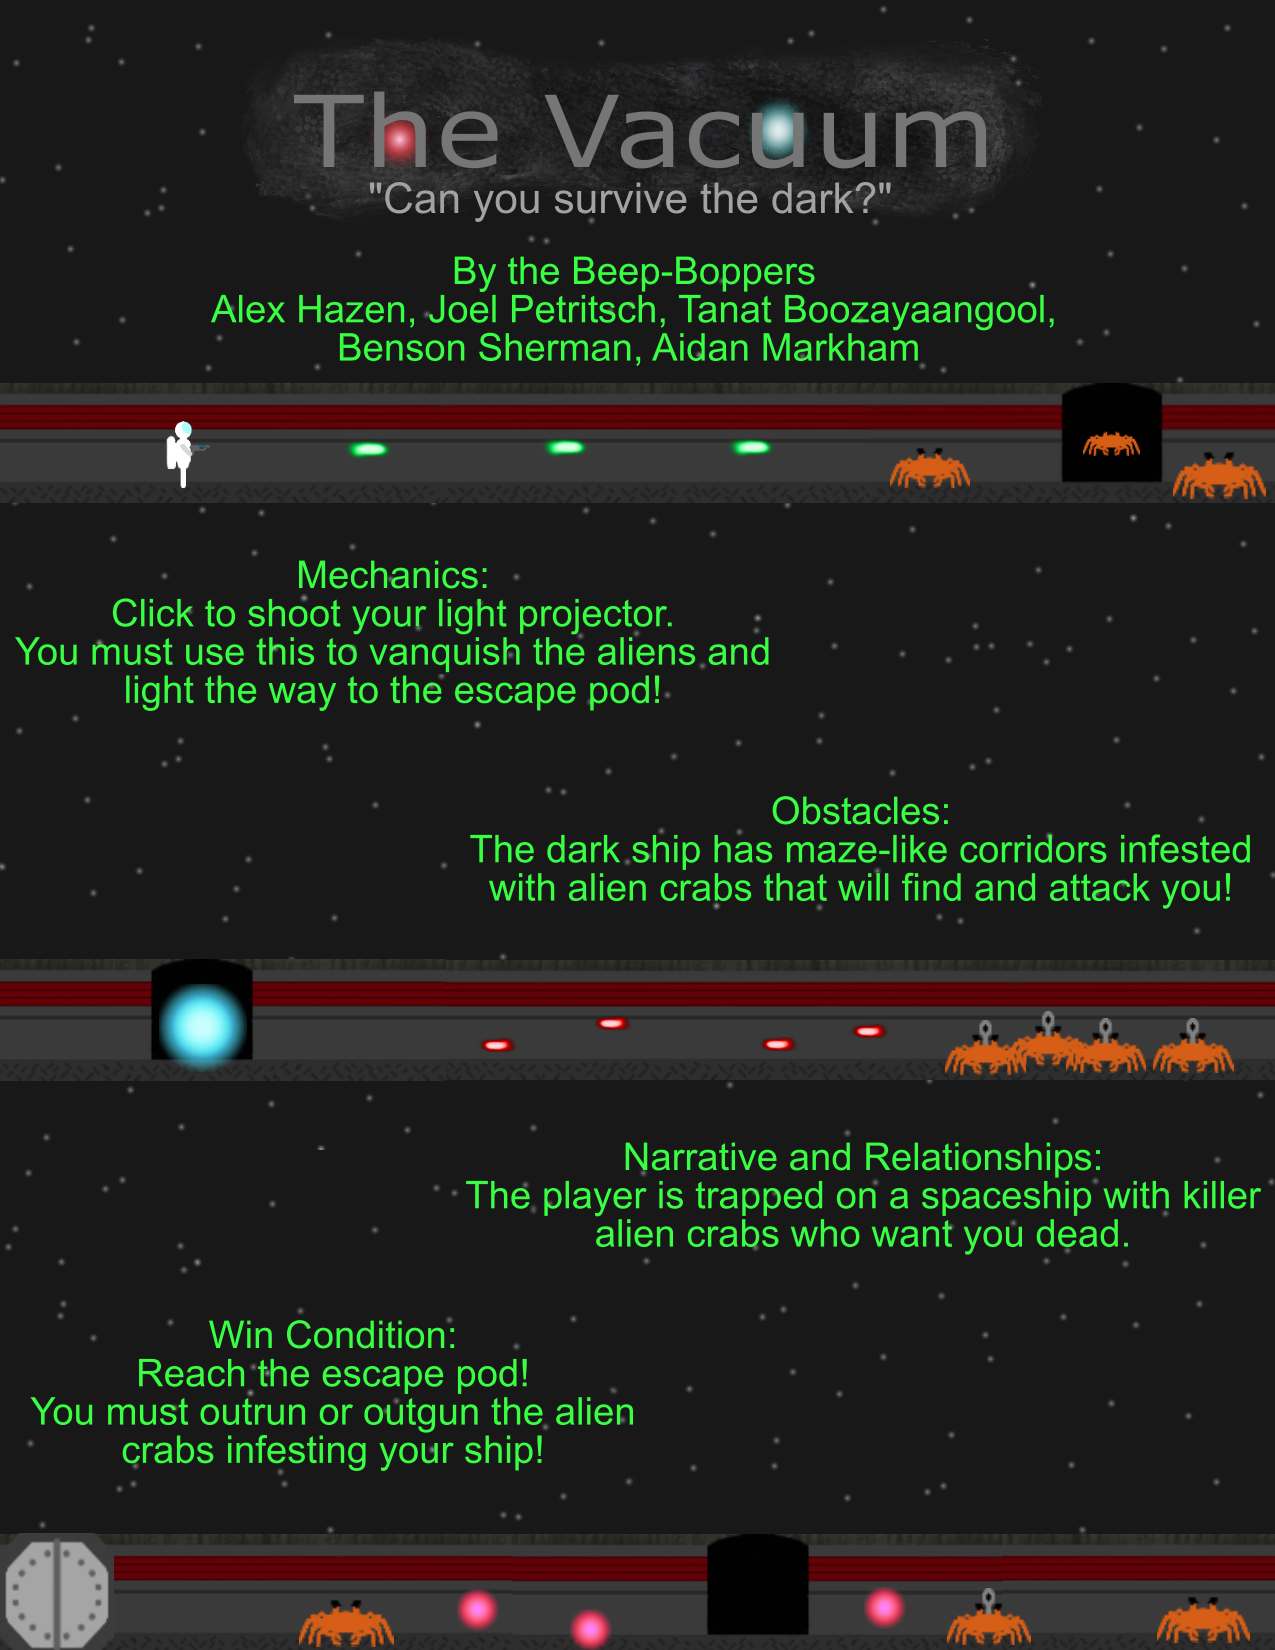 The Vacuum
"Can you survive the dark?"
By the Beep-Boppers
Alex Hazen, Joel Petritsch, Tanat Boozayaangool,
Benson Sherman, Aidan Markham
Mechanics:
Click to shoot your light projector.
You must use this to vanquish the aliens and
light the way to the escape pod!
Obstacles:
The dark ship has maze-like corridors infested
with alien crabs that will find and attack you!
Narrative and Relationships:
The player is trapped on a spaceship with killer
alien crabs who want you dead.
Win Condition:
Reach the escape pod!
You must outrun or outgun the alien
crabs infesting your ship!